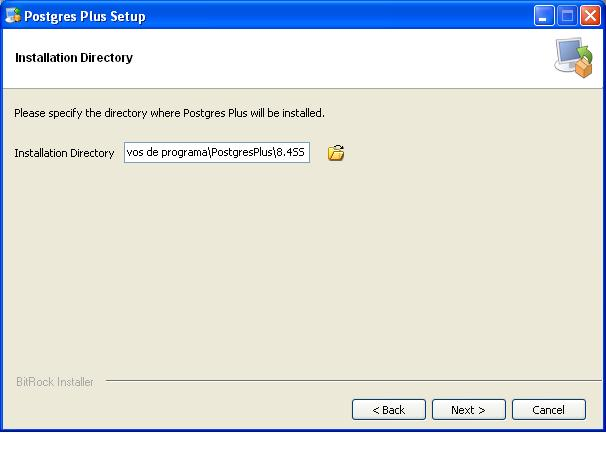 Postgres Plus Setup
Installation Directory
Please specify the directory where Postgres Plus will be installed.
Installation Directory vos de programa\PostgresPlus\8.4SS
BitRock Installer
< Back Next > Cancel